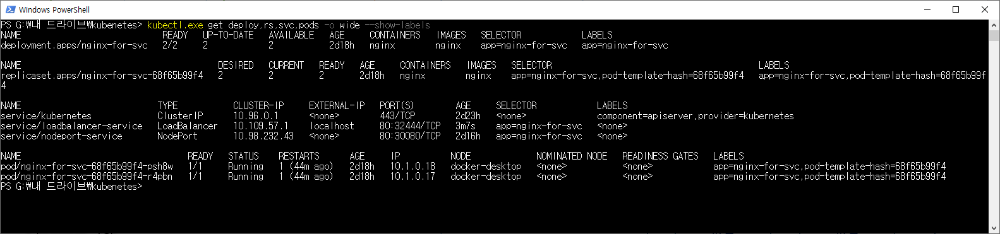 Windows PowerShell
PS G:\내 드라이브\kubenetes> kubectl.exe get deploy,rs,svc,pods -o wide --show-labels
NAME READY UP-TO-DATE AVAILABLE AGE CONTAINERS IMAGES SELECTOR LABELS
deployment.apps/nginx-for-svc 2/2 2 2 2d18h nginx nginx app=nginx-for-svc app=nginx-for-svc
NAME DESIRED CURRENT READY AGE CONTAINERS IMAGES SELECTOR LABELS
replicaset.apps/nginx-for-svc-68f65b99f4 2 2 2 2d18h nginx nginx app=nginx-for-svc,pod-template-hash=68f65b99f4 app=nginx-for-svc,pod-template-hash=68f65b99f
4
NAME TYPE CLUSTER-IP EXTERNAL-IP PORT(S) AGE SELECTOR LABELS
service/kubernetes ClusterIP 10.96.0.1 <none> 443/TCP 2d23h <none> component=apiserver,provider=kubernetes
service/loadbalancer-service LoadBalancer 10.109.57.1 localhost 80:32444/TCP 3m7s app=nginx-for-svc <none>
service/nodeport-service NodePort 10.98.232.43 <none> 80:30080/TCP 2d16h app=nginx-for-svc <none>
NAME READY STATUS RESTARTS AGE IP NODE NOMINATED NODE READINESS GATES LABELS
pod/nginx-for-svc-68f65b99f4-psh8w 1/1 Running 1 (44m ago) 2d18h 10.1.0.18 docker-desktop <none> <none> app=nginx-for-svc,pod-template-hash=68f65b99f4
pod/nginx-for-svc-68f65b99f4-r4pbn 1/1 Running 1 (44m ago) 2d18h 10.1.0.17 docker-desktop <none> <none> app=nginx-for-svc,pod-template-hash=68f65b99f4
PS G:\내 드라이브\kubenetes>